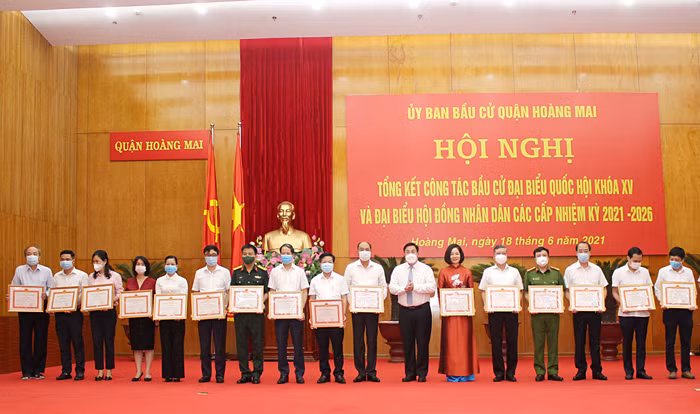 ỦY BAN BẦU CỬ QUẬN HOÀNG MAI
HỘI NGHỊ
TỔNG KẾT CÔNG TÁC BẦU CỬ ĐẠI BIỂU QUỐC HỘI KHÓA XV
VÀ ĐẠI BIỂU HỘI ĐỒNG NHÂN DÂN CÁC CẤP NHIỆM KỲ 2021 -2026
Hoàng Mai, ngày 18 tháng 6 năm 2021
QUẬN HOÀNG MAI